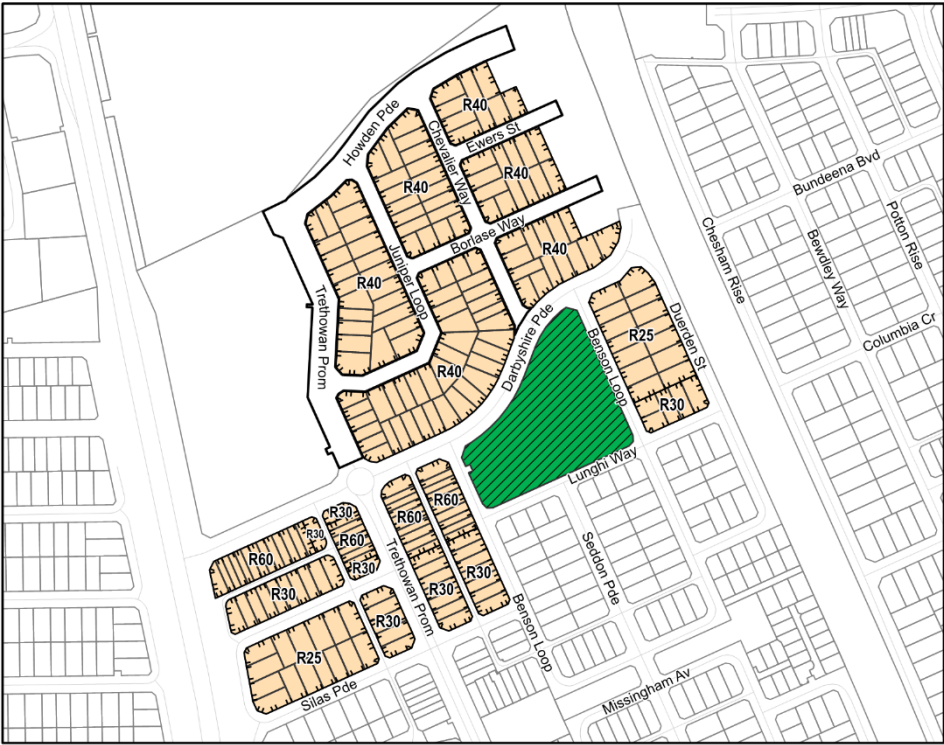 R40
Howden Pde
Chevalier Way
Ewers St
R40
R40
Bundeena Bvd
Borlase Way
R40
Potton Rise
Chesham Rise
Bewdley Way
Juniper Loop
R40
Trethowan Prom
Duerden St
Columbia Cr
R25
Benson Loop
Darbyshire Pde
R40
R30
Lunghi Way
R60
R30
R60
R30
R60
R60
Seddon Pde
Trethowan Prom
R30
R30
R30
R30
R30
Benson Loop
R25
Missingham Av
Silas Pde